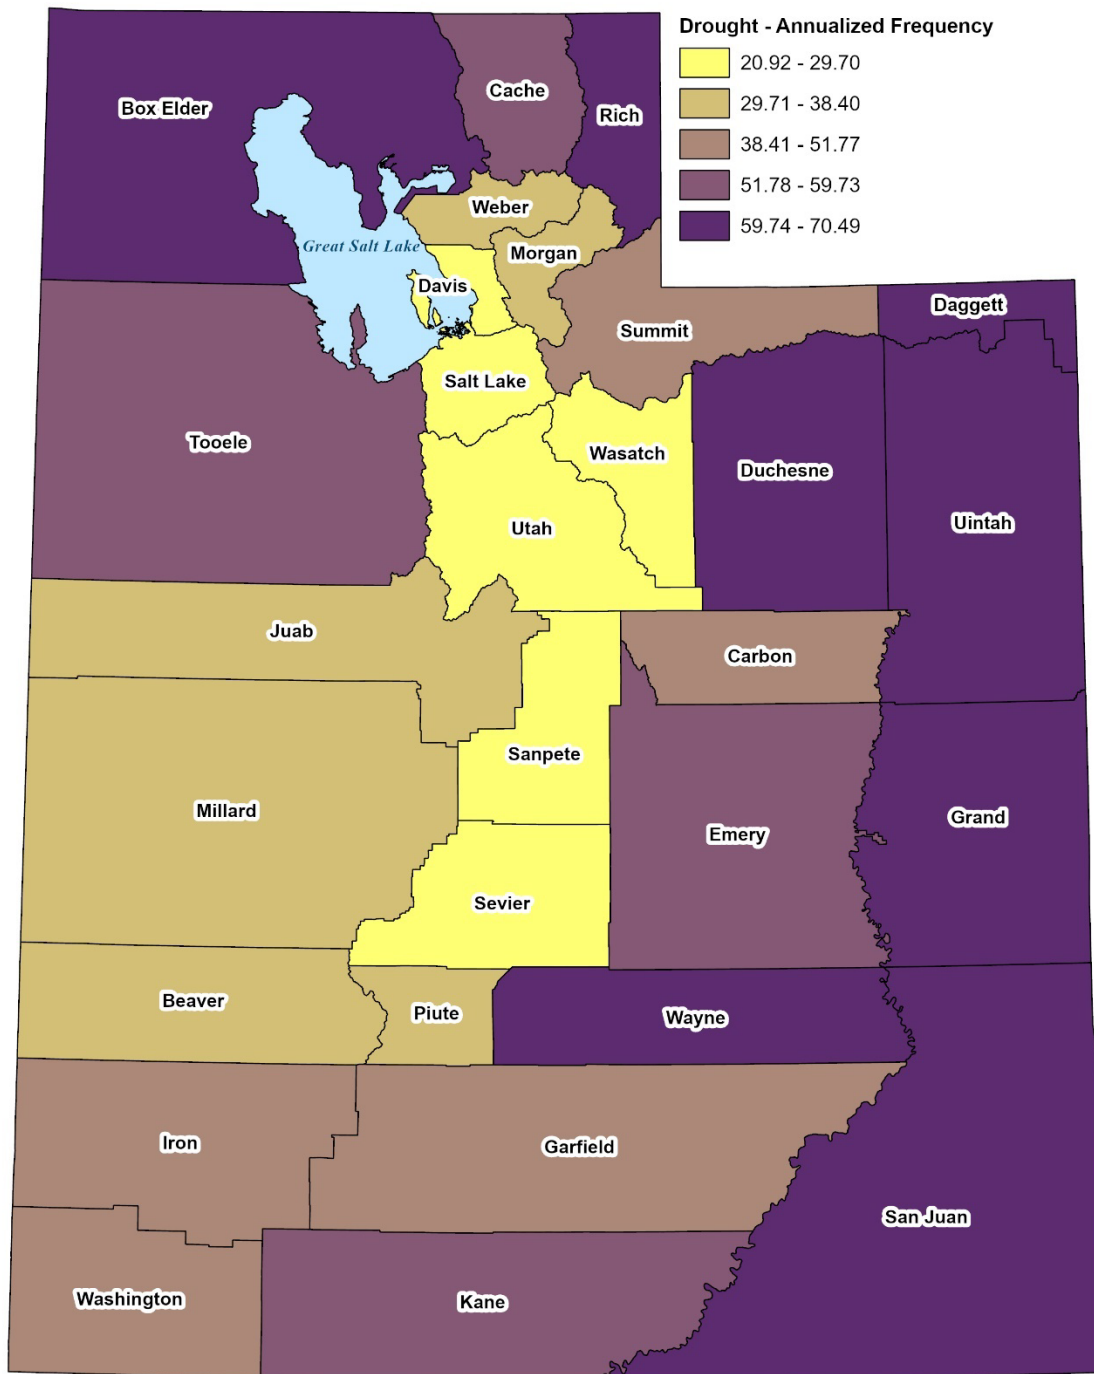 Drought - Annualized Frequency
20.92 - 29.70
29.71 - 38.40
38.41 - 51.77
51.78 - 59.73
59.74 - 70.49
Box Elder
Cache
Rich
Weber
Great Salt Lake
Morgan
Davis
Summit
Daggett
Salt Lake
Tooele
Wasatch
Duchesne
Uintah
Utah
Juab
Carbon
Sanpete
Millard
Emery
Grand
Sevier
Beaver
Piute
Wayne
Iron
Garfield
San Juan
Washington
Kane